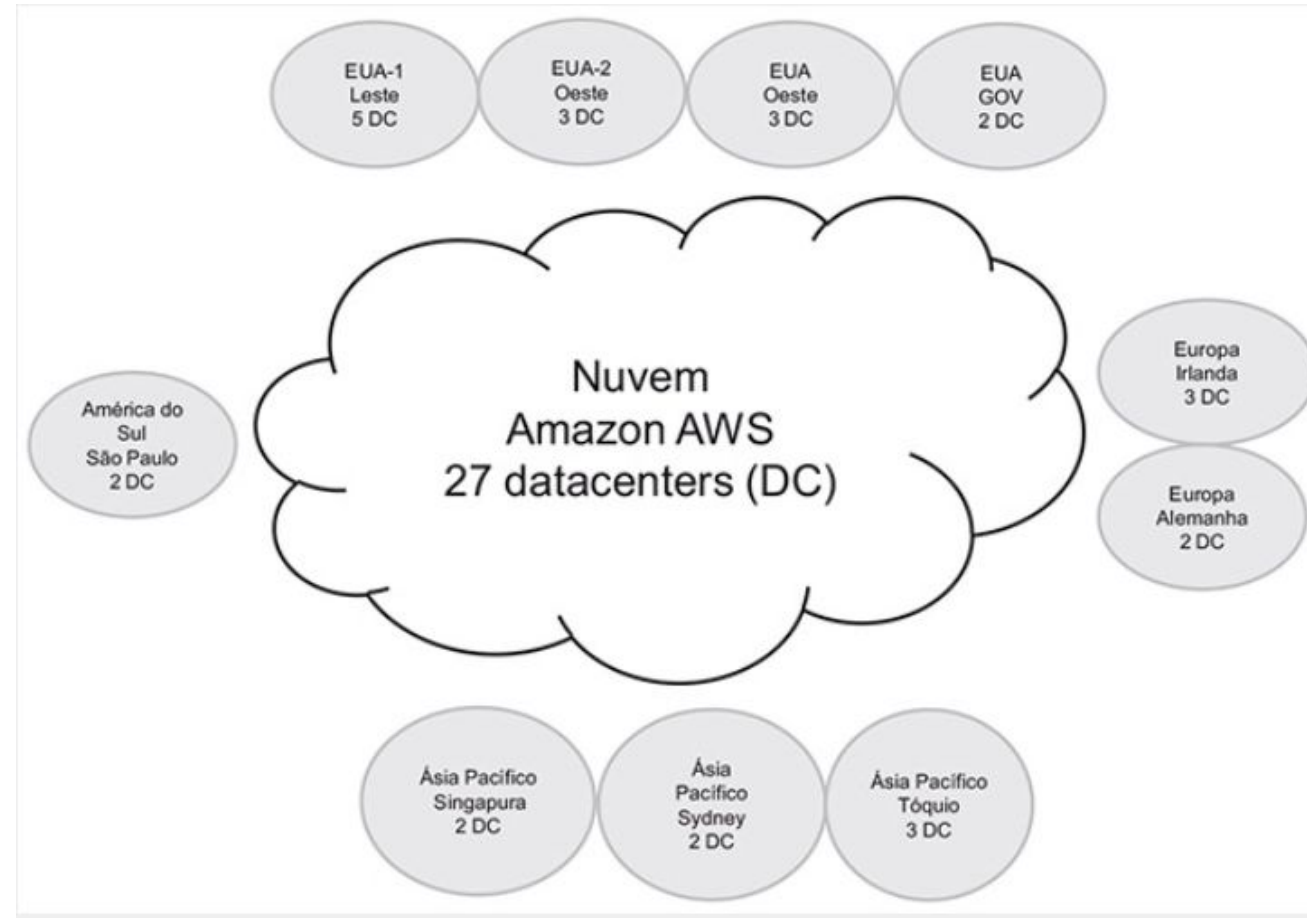 EUA-1
Leste
5 DC
EUA-2
Oeste
3 DC
EUA
Oeste
3 DC
EUA
GOV
2 DC
América do
Sul
São Paulo
2 DC
Nuvem
Amazon AWS
27 datacenters (DC)
Europa
Irlanda
3 DC
Europa
Alemanha
2 DC
Ásia Pacífico
Singapura
2 DC
Ásia
Pacífico
Sydney
2 DC
Ásia Pacífico
Tóquio
3 DC